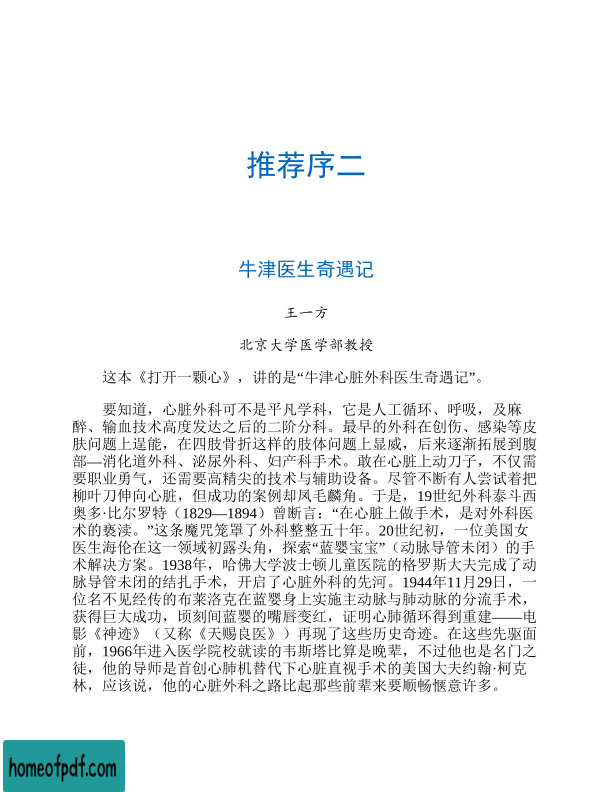 推荐序二
牛津医生奇遇记
王一方
北京大学医学部教授
这本《打开一颗心》，讲的是“牛津心脏外科医生奇遇记”。
要知道，心脏外科可不是平凡学科，它是人工循环、呼吸，及麻
醉、输血技术高度发达之后的二阶分科。最早的外科在创伤、感染等皮
肤问题上逞能，在四肢骨折这样的肢体问题上显威，后来逐渐拓展到腹
部—消化道外科、泌尿外科、妇产科手术。敢在心脏上动刀子，不仅需
要职业勇气，还需要高精尖的技术与辅助设备。尽管不断有人尝试着把
柳叶刀伸向心脏，但成功的案例却凤毛麟角。于是，19世纪外科泰斗西
奥多·比尔罗特（1829—1894）曾断言：“在心脏上做手术，是对外科医
术的亵渎。”这条魔咒笼罩了外科整整五十年。20世纪初，一位美国女
医生海伦在这一领域初露头角，探索“蓝婴宝宝”（动脉导管未闭）的手
术解决方案。1938年，哈佛大学波士顿儿童医院的格罗斯大夫完成了动
脉导管未闭的结扎手术，开启了心脏外科的先河。1944年11月29日，一
位名不见经传的布莱洛克在蓝婴身上实施主动脉与肺动脉的分流手术，
获得巨大成功，顷刻间蓝婴的嘴唇变红，证明心肺循环得到重建——电
影《神迹》（又称《天赐良医》）再现了这些历史奇迹。在这些先驱面
前，1966年进入医学院校就读的韦斯塔比算是晚辈，不过他也是名门之
徒，他的导师是首创心肺机替代下心脏直视手术的美国大夫约翰·柯克
林，应该说，他的心脏外科之路比起那些前辈来要顺畅惬意许多。
homeofpdf.com